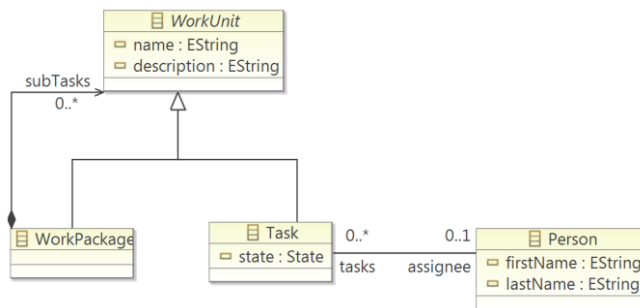 WorkUnit
name : EString
description : EString
subTasks
0..*
WorkPackage
Task
state : State
0..*
0..1
tasks
assignee
Person
firstName : EString
lastName : EString